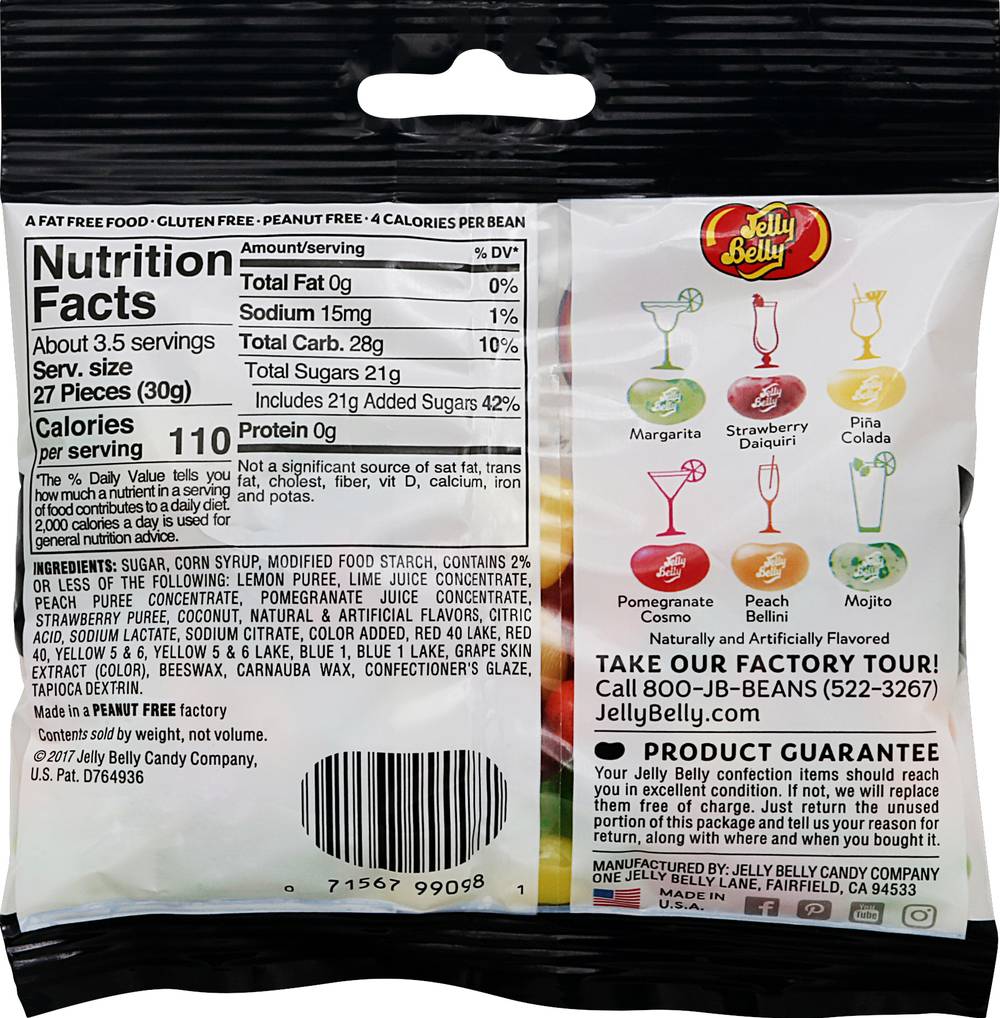 A FAT FREE FOOD • GLUTEN FREE • PEANUT FREE • 4 CALORIES PER BEAN
Nutrition
Facts
About 3.5 servings
Serv. size
27 Pieces (30g)
Calories
per serving 110
*The % Daily Value tells you
how much a nutrient in a serving
of food contributes to a daily diet.
2,000 calories a day is used for
general nutrition advice.
Amount/serving % DV*
Total Fat 0g 0%
Sodium 15mg 1%
Total Carb. 28g 10%
Total Sugars 21g
Includes 21g Added Sugars 42%
Protein 0g
Not a significant source of sat fat, trans
fat, cholest, fiber, vit D, calcium, iron
and potas.
INGREDIENTS: SUGAR, CORN SYRUP, MODIFIED FOOD STARCH, CONTAINS 2%
OR LESS OF THE FOLLOWING: LEMON PUREE, LIME JUICE CONCENTRATE,
PEACH PUREE CONCENTRATE, POMEGRANATE JUICE CONCENTRATE,
STRAWBERRY PUREE, COCONUT, NATURAL & ARTIFICIAL FLAVORS, CITRIC
ACID, SODIUM LACTATE, SODIUM CITRATE, COLOR ADDED, RED 40 LAKE, RED
40, YELLOW 5 & 6, YELLOW 5 & 6 LAKE, BLUE 1, BLUE 1 LAKE, GRAPE SKIN
EXTRACT (COLOR), BEESWAX, CARNAUBA WAX, CONFECTIONER'S GLAZE,
TAPIOCA DEXTRIN.
Made in a PEANUT FREE factory
Contents sold by weight, not volume.
© 2017 Jelly Belly Candy Company,
U.S. Pat. D764936
0 71567 99098 1
Jelly
Belly
Jelly
Belly
Jelly
Belly
Jelly
Belly
Margarita
Strawberry
Daiquiri
Piña
Colada
Jelly
Belly
Jelly
Belly
Jelly
Belly
Pomegranate
Cosmo
Peach
Bellini
Mojito
Naturally and Artificially Flavored
TAKE OUR FACTORY TOUR!
Call 800-JB-BEANS (522-3267)
JellyBelly.com
PRODUCT GUARANTEE
Your Jelly Belly confection items should reach
you in excellent condition. If not, we will replace
them free of charge. Just return the unused
portion of this package and tell us your reason for
return, along with where and when you bought it.
MANUFACTURED BY: JELLY BELLY CANDY COMPANY
ONE JELLY BELLY LANE, FAIRFIELD, CA 94533
MADE IN
U.S.A.
You
Tube